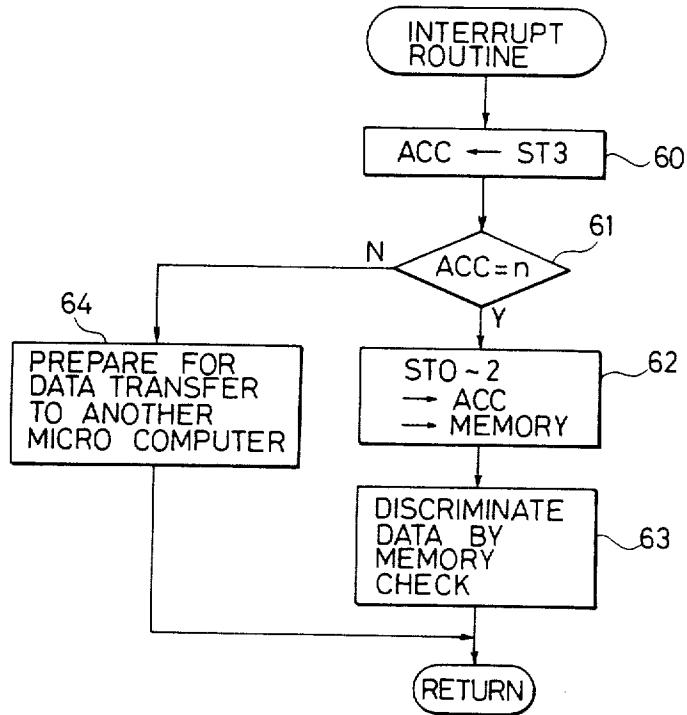 INTERRUPT
ROUTINE
ACC ← ST3
60
61
ACC=n
N
Y
64
PREPARE FOR
DATA TRANSFER
TO ANOTHER
MICRO COMPUTER
ST0~2
→ ACC
→ MEMORY
62
DISCRIMINATE
DATA BY
MEMORY
CHECK
63
RETURN